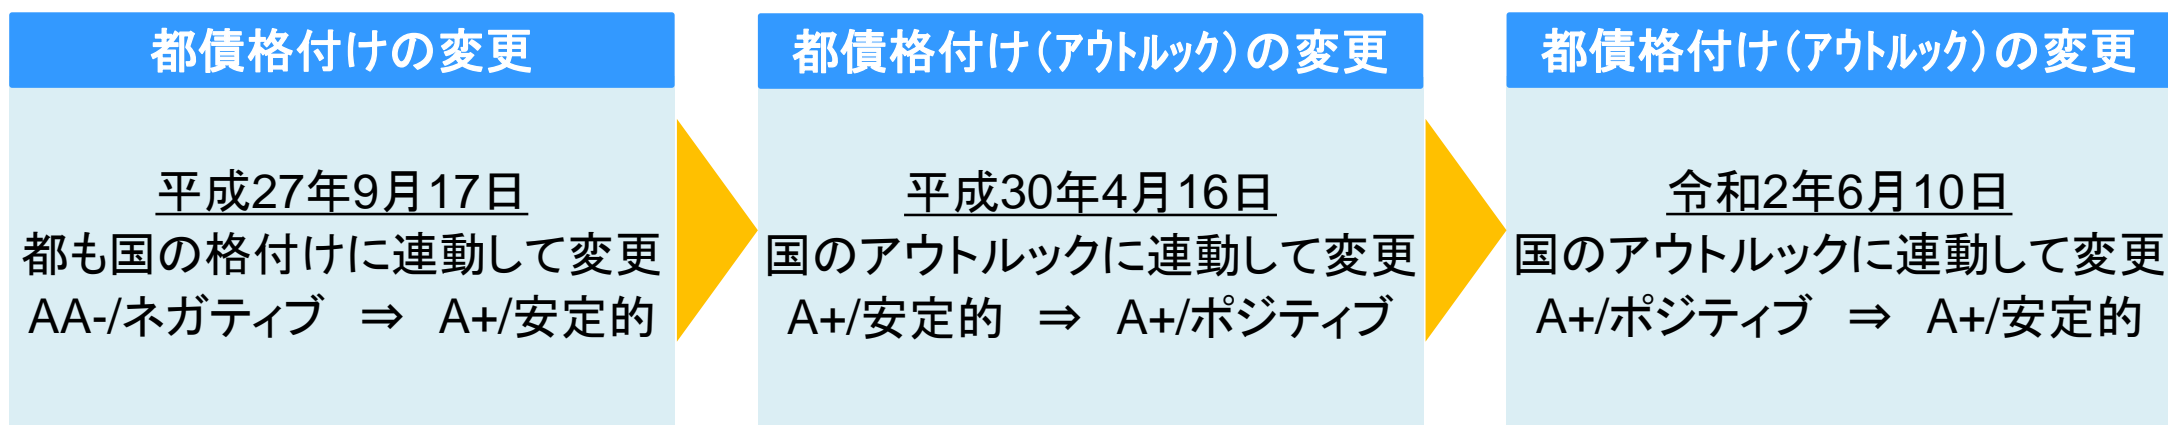 都債格付けの変更
平成27年9月17日
都も国の格付けに連動して変更
AA-/ネガティブ ⇒ A+/安定的
都債格付け(アウトルック)の変更
平成30年4月16日
国のアウトルックに連動して変更
A+/安定的 ⇒ A+/ポジティブ
都債格付け(アウトルック)の変更
令和2年6月10日
国のアウトルックに連動して変更
A+/ポジティブ ⇒ A+/安定的